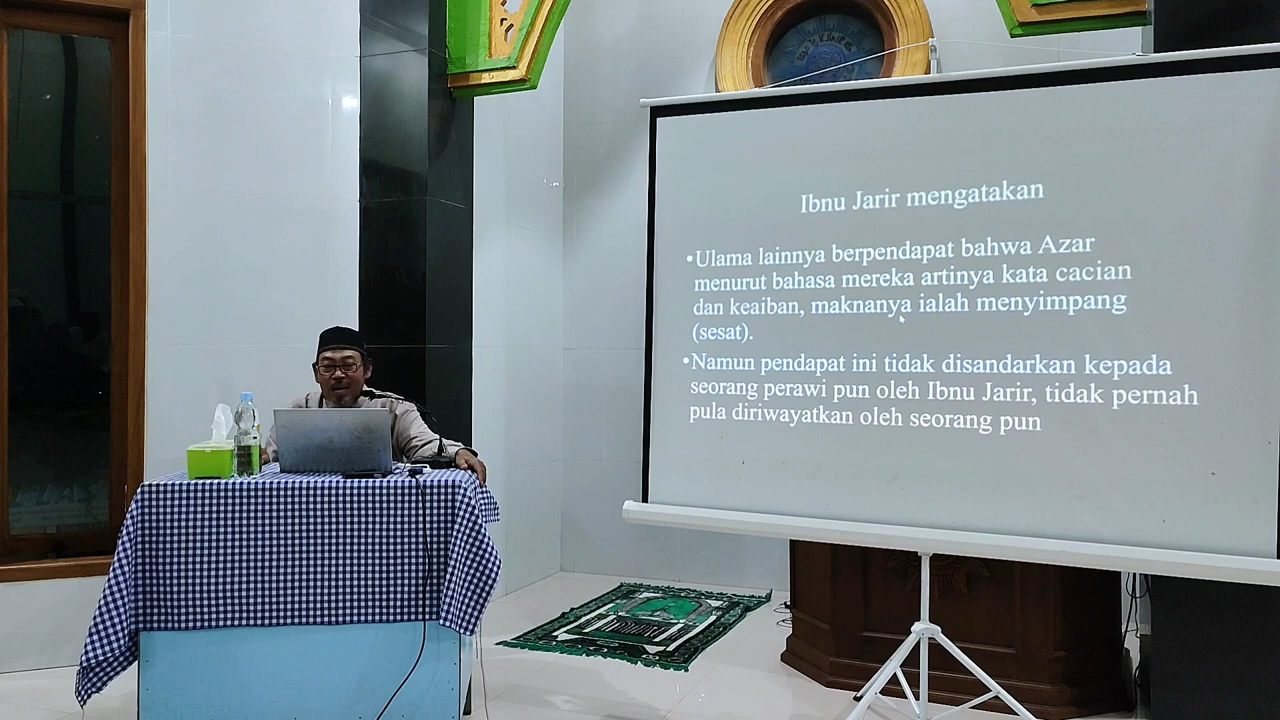 Ibnu Jarir mengatakan
•Ulama lainnya berpendapat bahwa Azar
menurut bahasa mereka artinya kata cacian
dan keaiban, maknanya ialah menyimpang
(sesat).
•Namun pendapat ini tidak disandarkan kepada
seorang perawi pun oleh Ibnu Jarir, tidak pernah
pula diriwayatkan oleh seorang pun